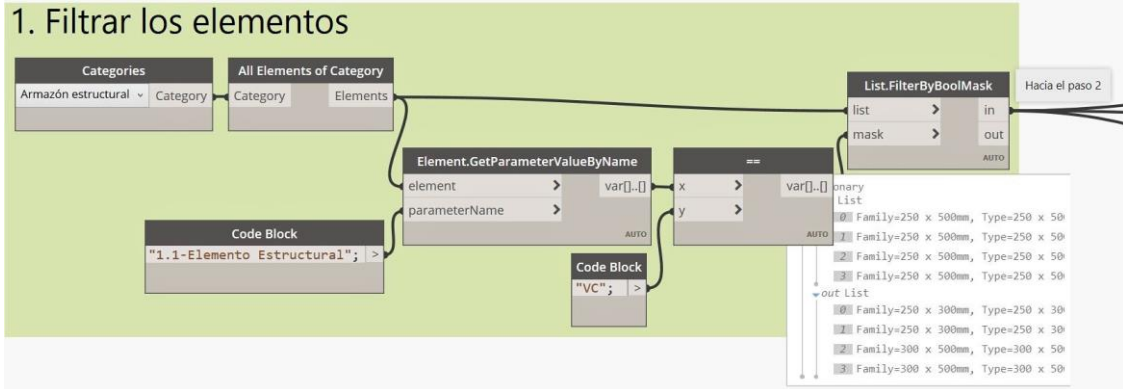 1. Filtrar los elementos
Categories
Armazón estructural Category
All Elements of Category
Category Elements
List.FilterByBoolMask
list > in
mask > out
AUTO
Hacia el paso 2
Element.GetParameterValueByName
element > var[]..[]
parameterName >
AUTO
==
x > var[]..[]
y >
AUTO
Code Block
"1.1-Elemento Estructural"; >
Code Block
"VC"; >
onary
List
0 Family=250 x 500mm, Type=250 x 50
1 Family=250 x 500mm, Type=250 x 50
2 Family=250 x 500mm, Type=250 x 50
3 Family=250 x 500mm, Type=250 x 50
out List
0 Family=250 x 300mm, Type=250 x 30
1 Family=250 x 300mm, Type=250 x 30
2 Family=300 x 500mm, Type=300 x 50
3 Family=300 x 500mm, Type=300 x 50